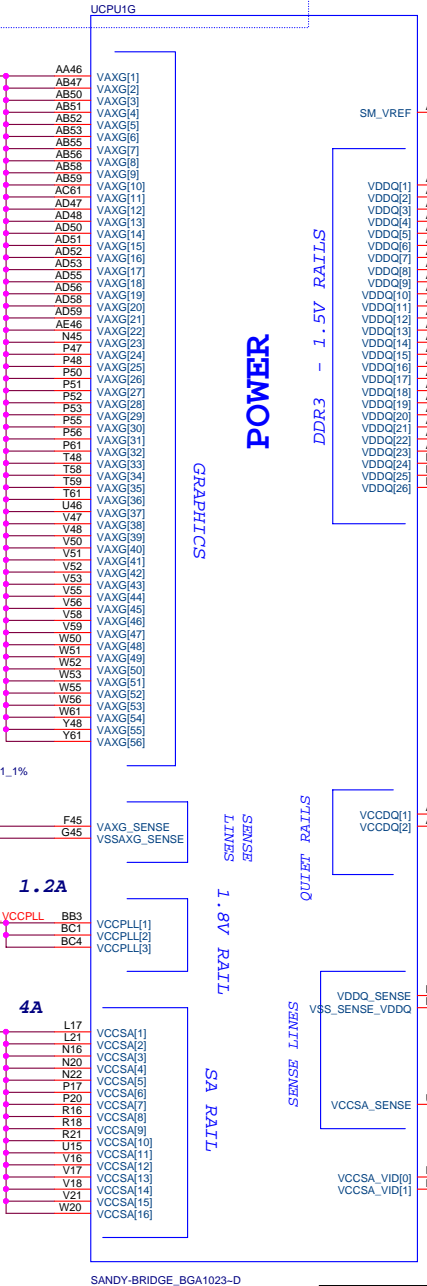 UCPU1G
AA46 VAXG[1]
AB47 VAXG[2]
AB50 VAXG[3]
AB51 VAXG[4]
AB52 VAXG[5]
AB53 VAXG[6]
AB55 VAXG[7]
AB56 VAXG[8]
AB58 VAXG[9]
AB59 VAXG[10]
AC61 VAXG[11]
AD47 VAXG[12]
AD48 VAXG[13]
AD50 VAXG[14]
AD51 VAXG[15]
AD52 VAXG[16]
AD53 VAXG[17]
AD55 VAXG[18]
AD56 VAXG[19]
AD58 VAXG[20]
AD59 VAXG[21]
AE46 VAXG[22]
N45 VAXG[23]
P47 VAXG[24]
P48 VAXG[25]
P50 VAXG[26]
P51 VAXG[27]
P52 VAXG[28]
P53 VAXG[29]
P55 VAXG[30]
P56 VAXG[31]
P61 VAXG[32]
T48 VAXG[33]
T58 VAXG[34]
T59 VAXG[35]
T61 VAXG[36]
U46 VAXG[37]
V47 VAXG[38]
V48 VAXG[39]
V50 VAXG[40]
V51 VAXG[41]
V52 VAXG[42]
V53 VAXG[43]
V55 VAXG[44]
V56 VAXG[45]
V58 VAXG[46]
V59 VAXG[47]
W50 VAXG[48]
W51 VAXG[49]
W52 VAXG[50]
W53 VAXG[51]
W55 VAXG[52]
W56 VAXG[53]
W61 VAXG[54]
Y48 VAXG[55]
Y61 VAXG[56]
GRAPHICS
POWER
SM_VREF
DDR3 - 1.5V RAILS
VDDQ[1]
VDDQ[2]
VDDQ[3]
VDDQ[4]
VDDQ[5]
VDDQ[6]
VDDQ[7]
VDDQ[8]
VDDQ[9]
VDDQ[10]
VDDQ[11]
VDDQ[12]
VDDQ[13]
VDDQ[14]
VDDQ[15]
VDDQ[16]
VDDQ[17]
VDDQ[18]
VDDQ[19]
VDDQ[20]
VDDQ[21]
VDDQ[22]
VDDQ[23]
VDDQ[24]
VDDQ[25]
VDDQ[26]
1_1%
F45 VAXG_SENSE
G45 VSSAXG_SENSE
SENSE
LINES
QUIET RAILS
VCCDQ[1]
VCCDQ[2]
1.2A
VCCPLL
BB3 VCCPLL[1]
BC1 VCCPLL[2]
BC4 VCCPLL[3]
1.8V RAIL
4A
L17 VCCSA[1]
L21 VCCSA[2]
N16 VCCSA[3]
N20 VCCSA[4]
N22 VCCSA[5]
P17 VCCSA[6]
P20 VCCSA[7]
R16 VCCSA[8]
R18 VCCSA[9]
R21 VCCSA[10]
U15 VCCSA[11]
V16 VCCSA[12]
V17 VCCSA[13]
V18 VCCSA[14]
V21 VCCSA[15]
W20 VCCSA[16]
SA RAIL
SENSE LINES
VDDQ_SENSE
VSS_SENSE_VDDQ
VCCSA_SENSE
VCCSA_VID[0]
VCCSA_VID[1]
SANDY-BRIDGE_BGA1023~D